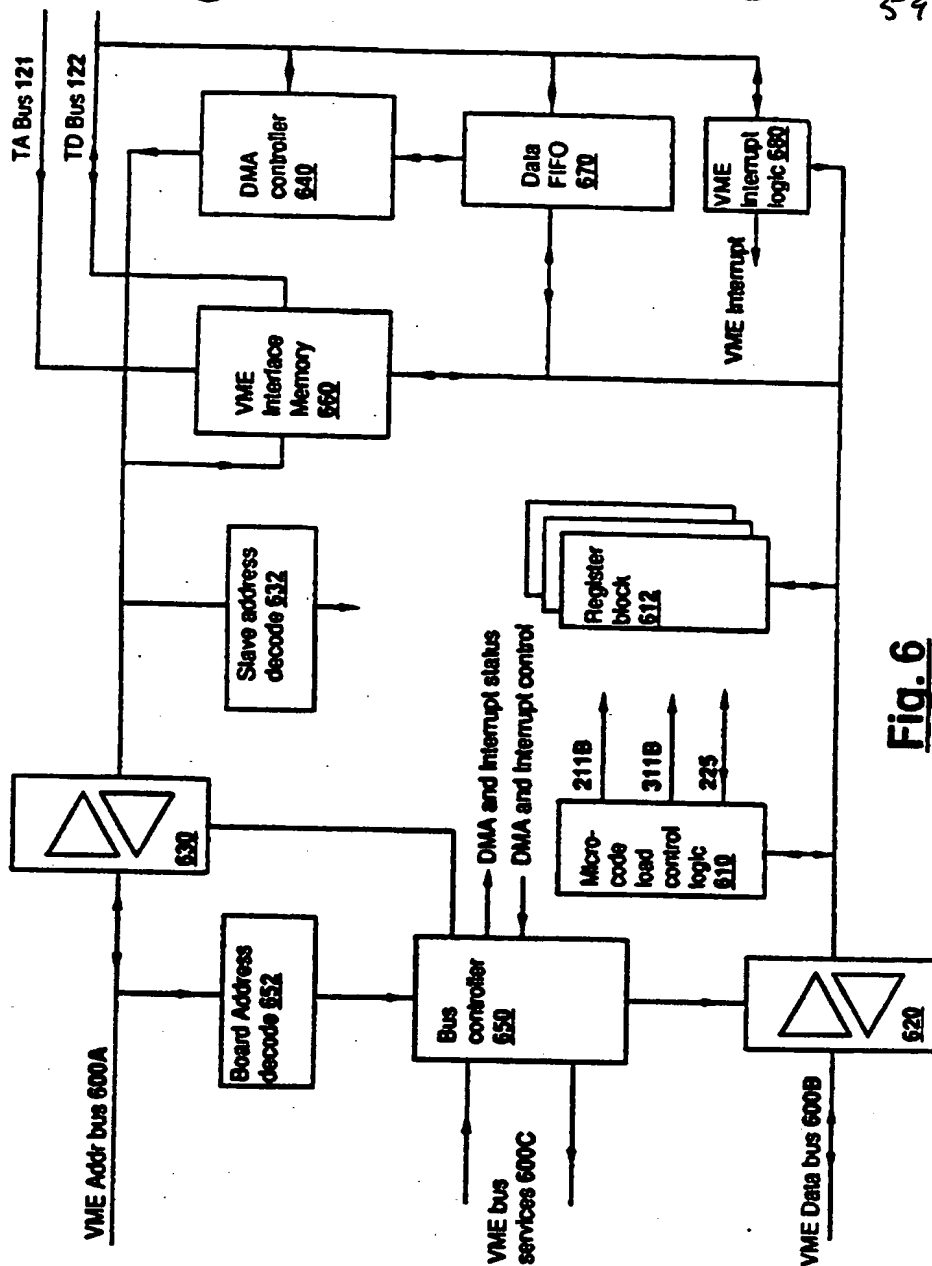 VME Addr bus 600A
Board Address
decode 652
630
Slave address
decode 632
VME
Interface
Memory
660
TA Bus 121
TD Bus 122
DMA
controller
640
Data
FIFO
670
VME
Interrupt
logic 680
VME Interrupt
VME bus
services 600C
Bus
controller
650
DMA and Interrupt status
DMA and Interrupt control
Micro-
code
load
control
logic
610
211B
311B
225
Register
block
612
VME Data bus 600B
620
Fig. 6